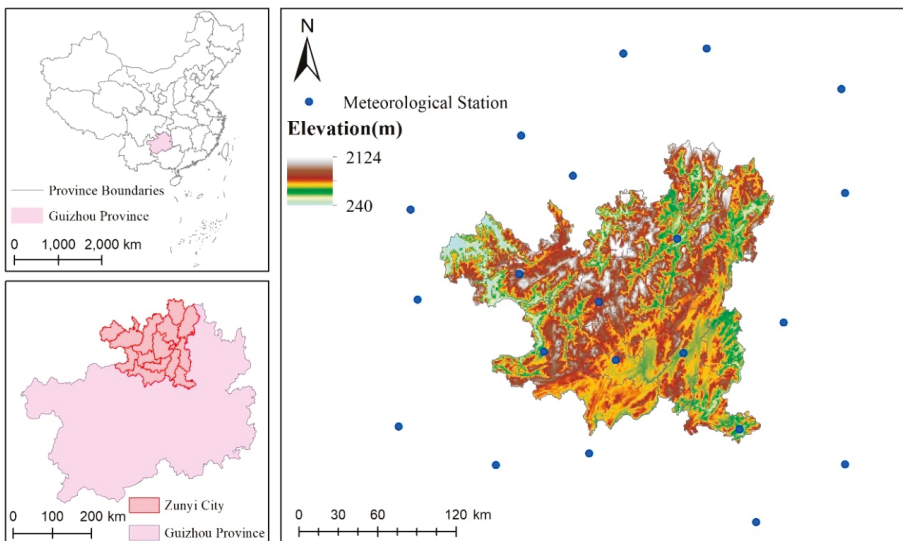 Province Boundaries
Guizhou Province
0 1,000 2,000 km
Zunyi City
Guizhou Province
0 100 200 km
N
Meteorological Station
Elevation(m)
2124
240
0 30 60 120 km